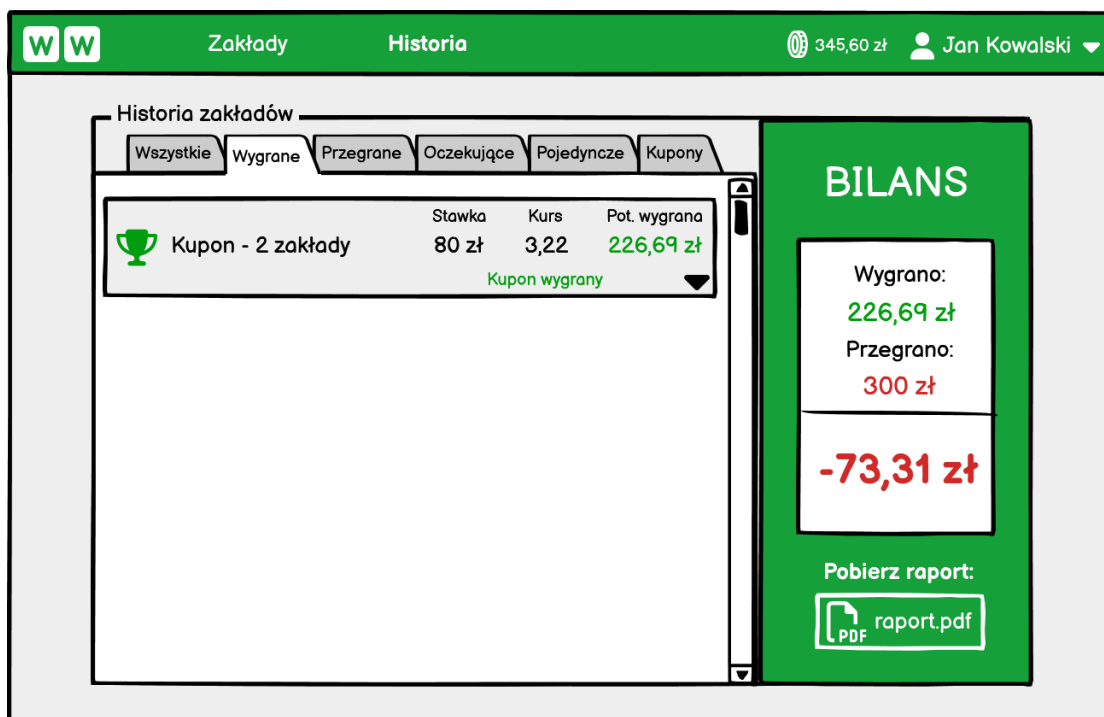 W W Zakłady Historia 345,60 zł Jan Kowalski
Historia zakładów
Wszystkie Wygrane Przegrane Oczekujące Pojedyncze Kupony
Stawka Kurs Pot. wygrana
Kupon - 2 zakłady 80 zł 3,22 226,69 zł
Kupon wygrany
BILANS
Wygrano:
226,69 zł
Przegrano:
300 zł
-73,31 zł
Pobierz raport:
PDF raport.pdf